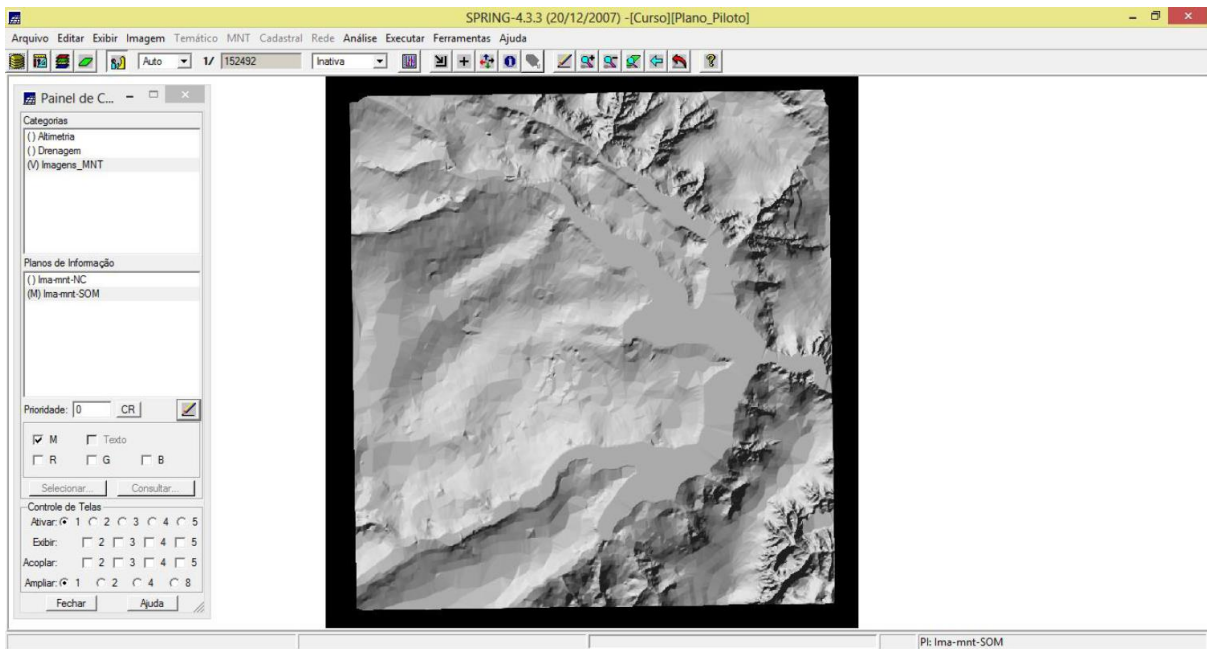 SPRING-4.3.3 (20/12/2007) -[Curso][Plano_Piloto]
Arquivo Editar Exibir Imagem Temático MNT Cadastral Rede Análise Executar Ferramentas Ajuda
Auto 1/ 152492 Inativa
Painel de C...
Categorias
( ) Altimetria
( ) Drenagem
(V) Imagens_MNT
Planos de Informação
( ) Ima-mnt-NC
(M) Ima-mnt-SOM
Prioridade: 0 CR
M Texto
R G B
Selecionar... Consultar...
Controle de Telas
Ativar: 1 2 3 4 5
Exibir: 2 3 4 5
Acoplar: 2 3 4 5
Ampliar: 1 2 4 8
Fechar Ajuda
PI: Ima-mnt-SOM